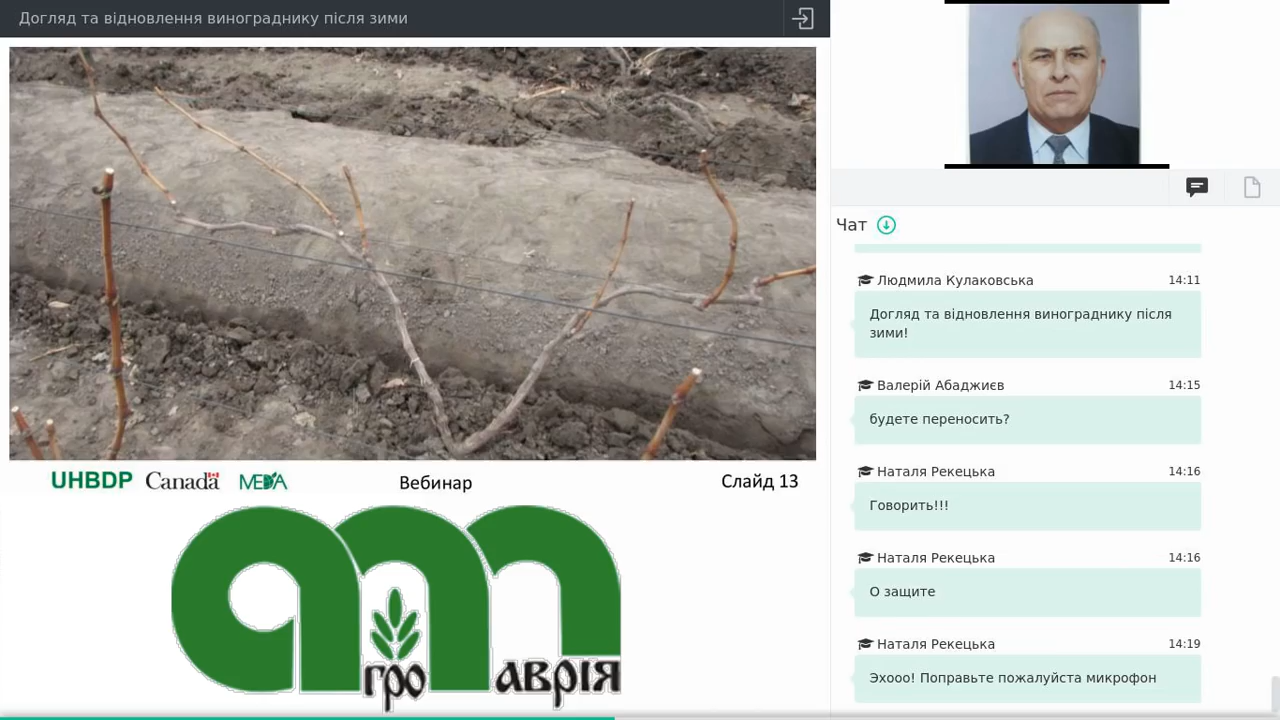 Догляд та відновлення винограднику після зими
UHBDP
Canada
MEDA
Вебинар
Слайд 13
гро
аврія
Чат
Людмила Кулаковська 14:11
Догляд та відновлення винограднику після
зими!
Валерій Абаджиєв 14:15
будете переносить?
Наталя Рекецька 14:16
Говорить!!!
Наталя Рекецька 14:16
О защите
Наталя Рекецька 14:19
Эхооо! Поправьте пожалуйста микрофон